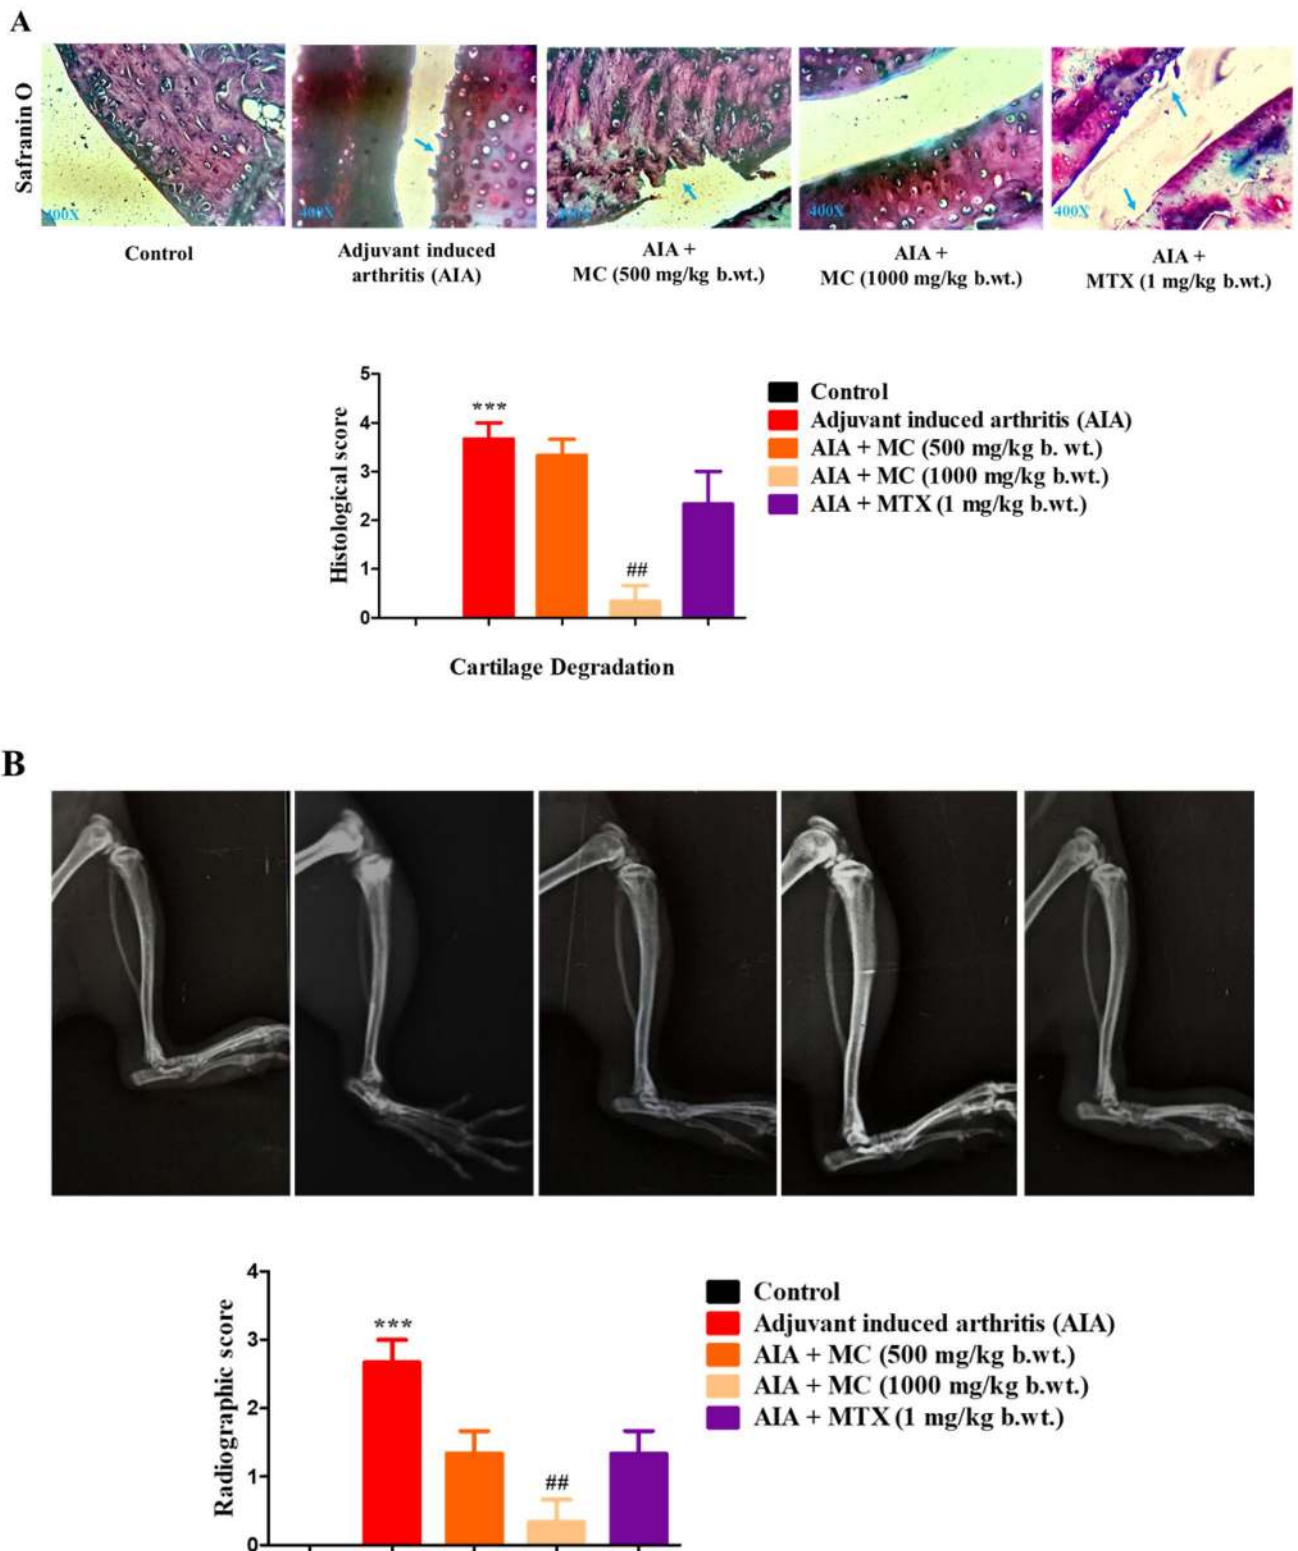 A
Safranin O
400X
400X
400X
400X
400X
Control
Adjuvant induced
arthritis (AIA)
AIA +
MC (500 mg/kg b.wt.)
AIA +
MC (1000 mg/kg b.wt.)
AIA +
MTX (1 mg/kg b.wt.)
Histological score
5
4
3
2
1
0
***
##
Control
Adjuvant induced arthritis (AIA)
AIA + MC (500 mg/kg b. wt.)
AIA + MC (1000 mg/kg b.wt.)
AIA + MTX (1 mg/kg b.wt.)
Cartilage Degradation
B
Radiographic score
4
3
2
1
0
***
##
Control
Adjuvant induced arthritis (AIA)
AIA + MC (500 mg/kg b.wt.)
AIA + MC (1000 mg/kg b.wt.)
AIA + MTX (1 mg/kg b.wt.)